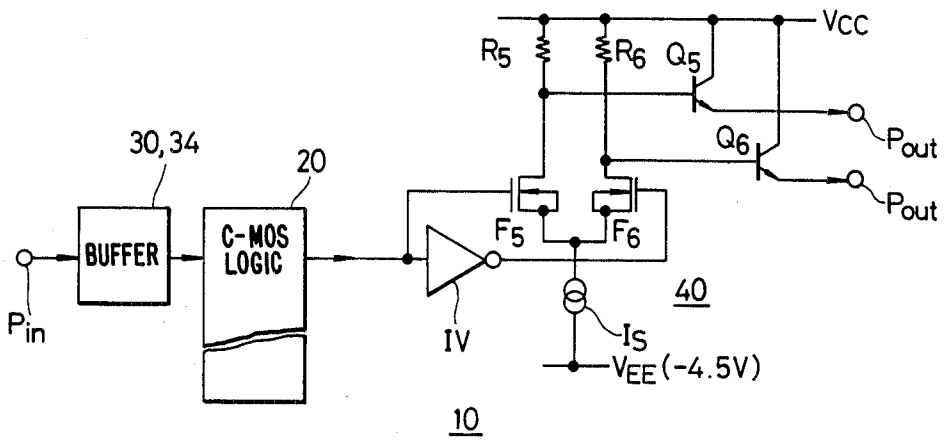 VCC
R5
R6
Q5
Pout
Q6
Pout
30,34
20
BUFFER
C-MOS
LOGIC
Pin
F5
F6
IV
40
IS
VEE (-4.5V)
10